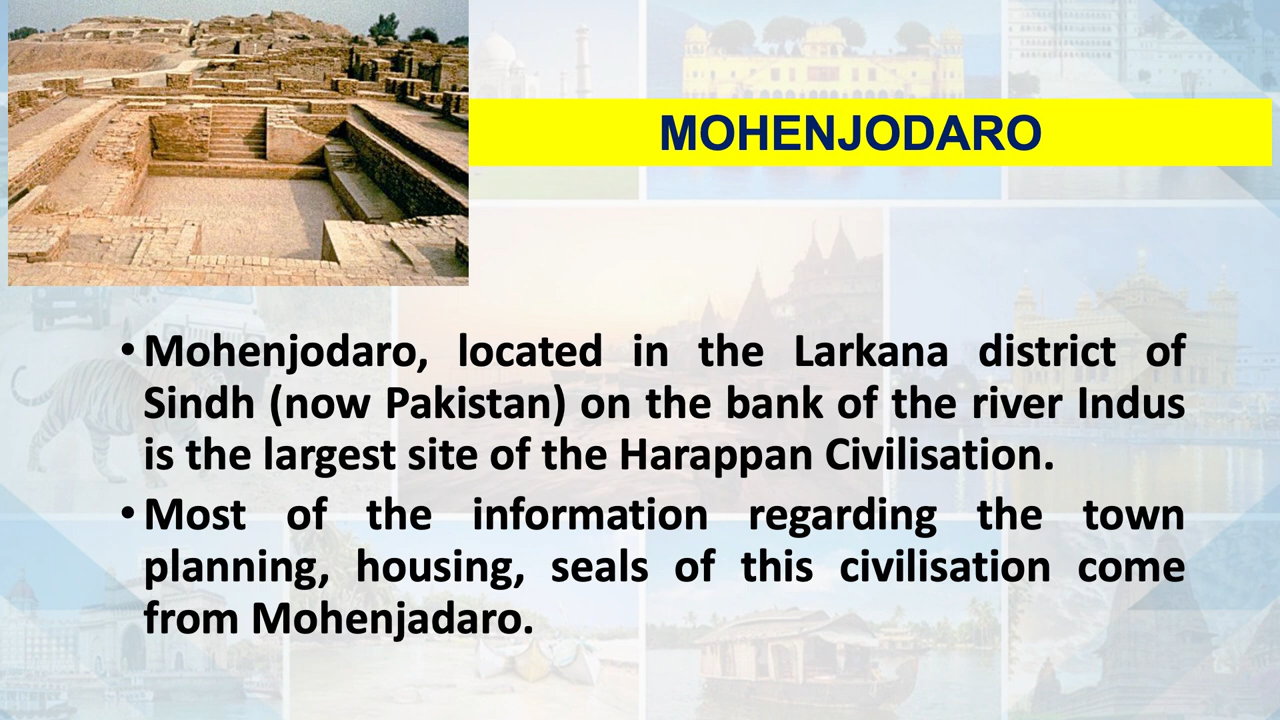 MOHENJODARO
• Mohenjodaro, located in the Larkana district of
Sindh (now Pakistan) on the bank of the river Indus
is the largest site of the Harappan Civilisation.
• Most of the information regarding the town
planning, housing, seals of this civilisation come
from Mohenjadaro.